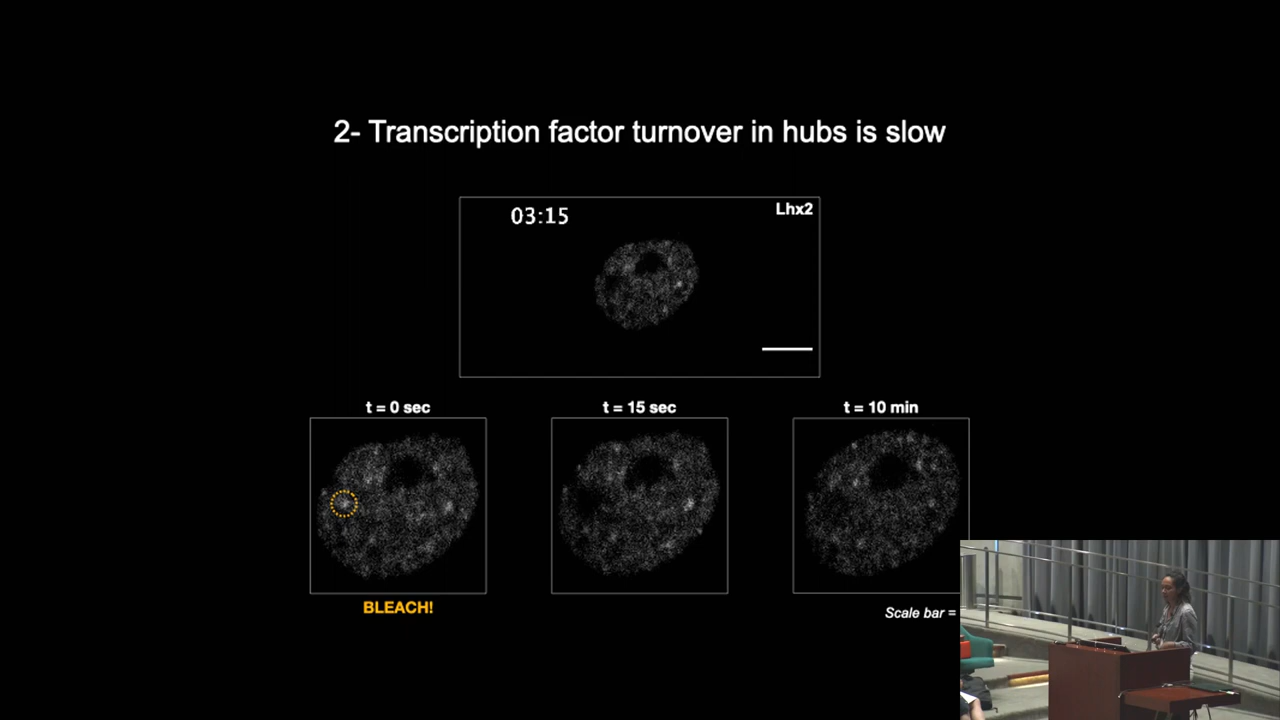 2- Transcription factor turnover in hubs is slow
03:15
Lhx2
t = 0 sec
t = 15 sec
t = 10 min
BLEACH!
Scale bar =